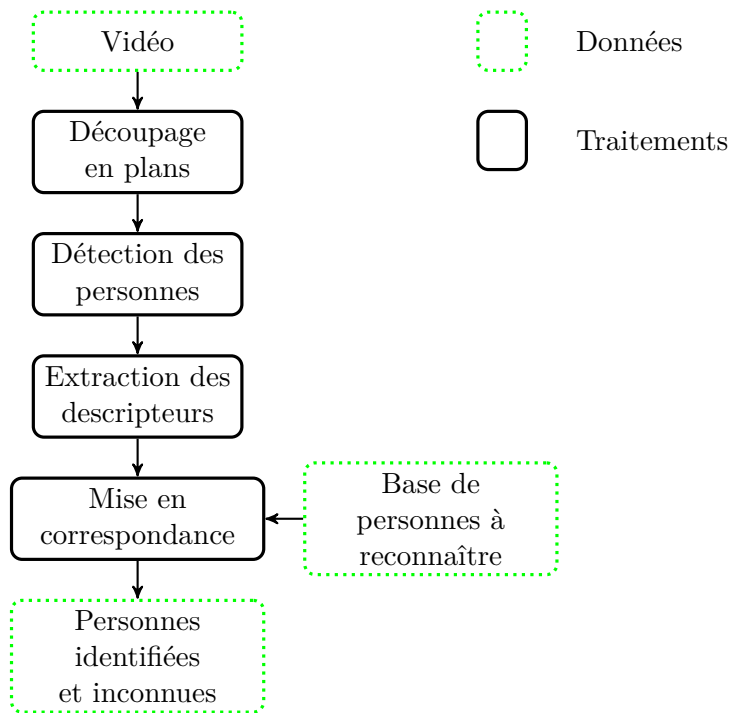 Vidéo
Découpage
en plans
Détection des
personnes
Extraction des
descripteurs
Mise en
correspondance
Base de
personnes à
reconnaître
Personnes
identifiées
et inconnues
Données
Traitements